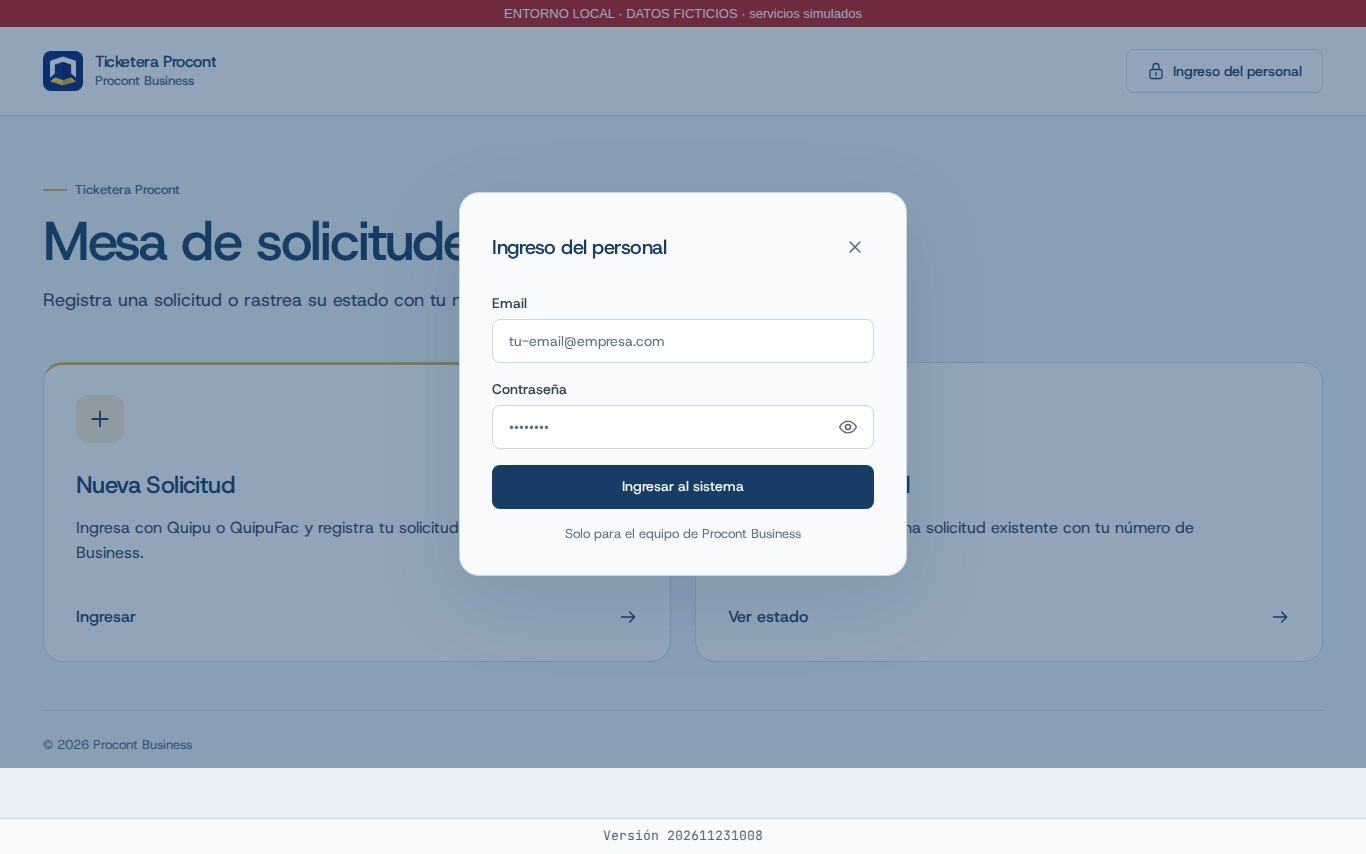 ENTORNO LOCAL · DATOS FICTICIOS · servicios simulados
Ticketera Procont
Procont Business
Ingreso del personal
Ticketera Procont
Mesa de solicitude
Registra una solicitud o rastrea su estado con tu n
Ingreso del personal
Email
tu-email@empresa.com
Contraseña
••••••••
Ingresar al sistema
Solo para el equipo de Procont Business
Nueva Solicitud
Ingresa con Quipu o QuipuFac y registra tu solicitud
Business.
Ingresar
solicitud existente con tu número de
Ver estado
© 2026 Procont Business
Versión 202611231008